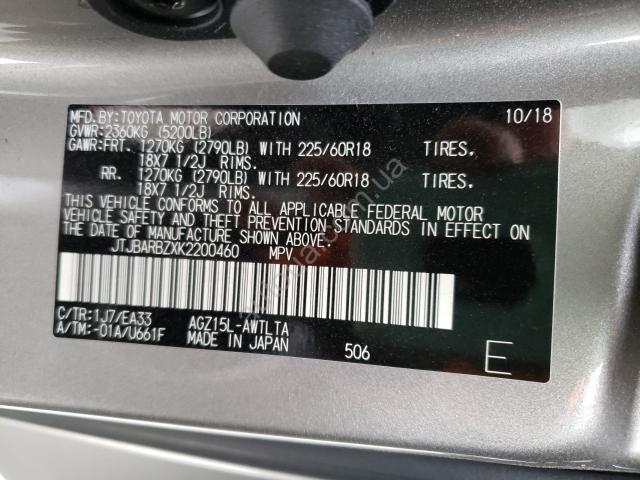 MFD.BY:TOYOTA MOTOR CORPORATION 10/18
GVWR:2360KG (5200LB)
GAWR:FRT. 1270KG (2790LB) WITH 225/60R18 TIRES.
18X7 1/2J RIMS.
RR. 1270KG (2790LB) WITH 225/60R18 TIRES.
18X7 1/2J RIMS.
THIS VEHICLE CONFORMS TO ALL APPLICABLE FEDERAL MOTOR
VEHICLE SAFETY AND THEFT PREVENTION STANDARDS IN EFFECT ON
THE DATE OF MANUFACTURE SHOWN ABOVE.
JTJBARBZXK2200460 MPV
C/TR:1J7/EA33 AGZ15L-AWTLTA
A/TM:-01A/U661F MADE IN JAPAN 506 E